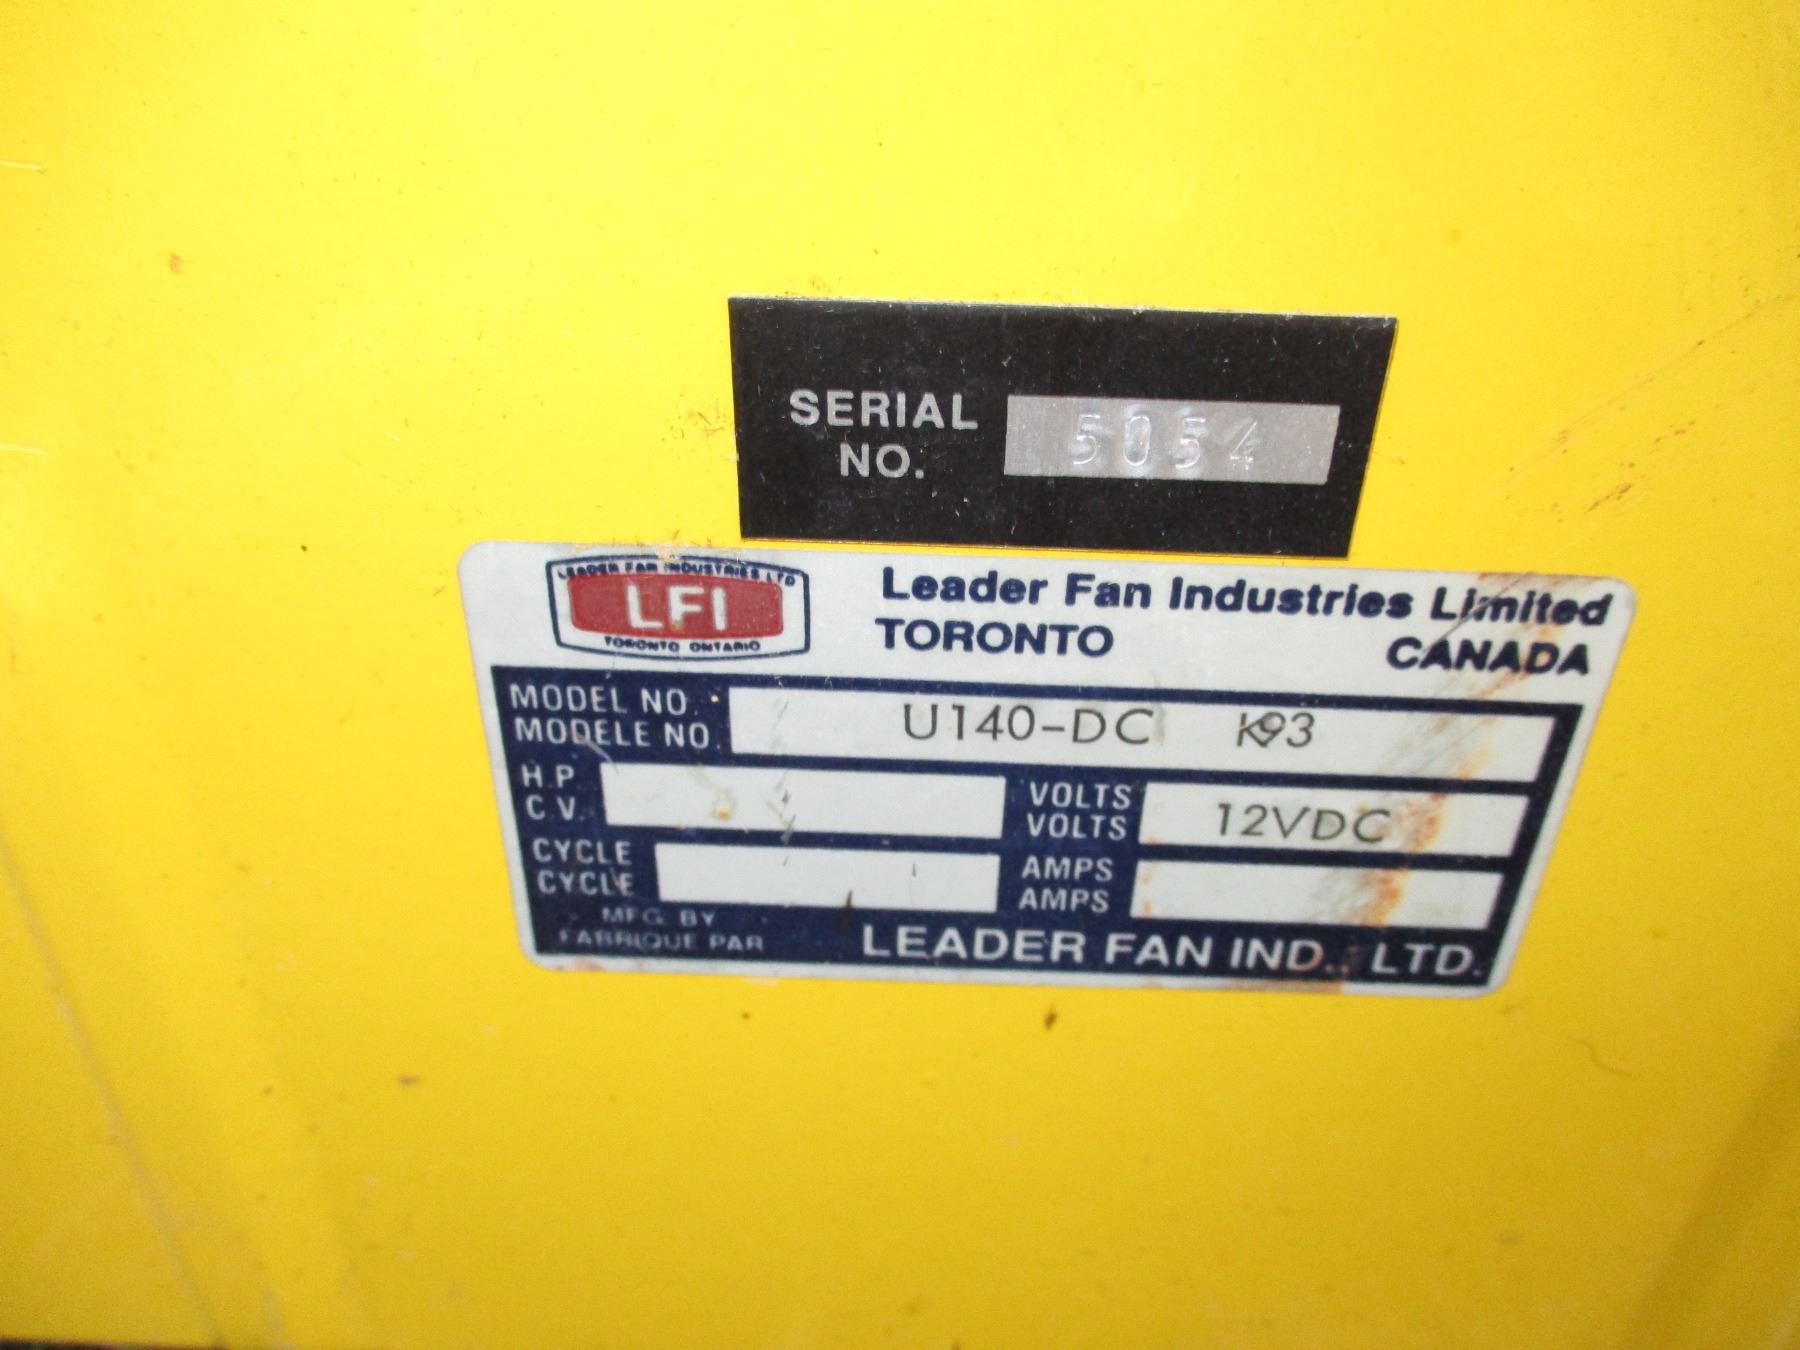 SERIAL
NO.
5054
LEADER FAN INDUSTRIES LTD
LFI
TORONTO ONTARIO
Leader Fan Industries Limited
TORONTO CANADA
MODEL NO.
MODELE NO.
U140-DC K93
H.P.
C.V.
VOLTS
VOLTS
12VDC
CYCLE
CYCLE
AMPS
AMPS
MFG. BY
FABRIQUE PAR
LEADER FAN IND., LTD.